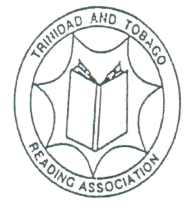 TRINIDAD AND TOBAGO
READING ASSOCIATION